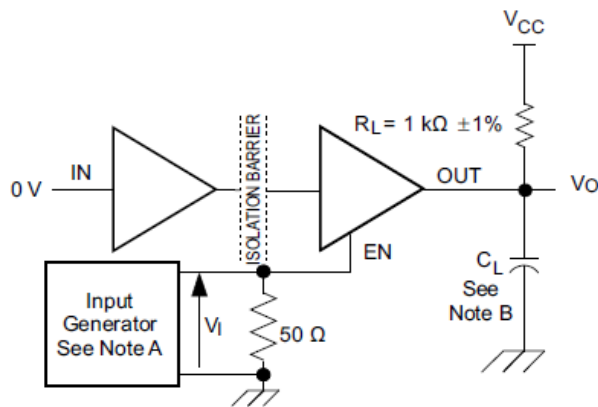 VCC
RL = 1 kΩ ±1%
IN
ISOLATION BARRIER
OUT
0 V
VO
EN
Input
Generator
See Note A
VI
50 Ω
CL
See
Note B